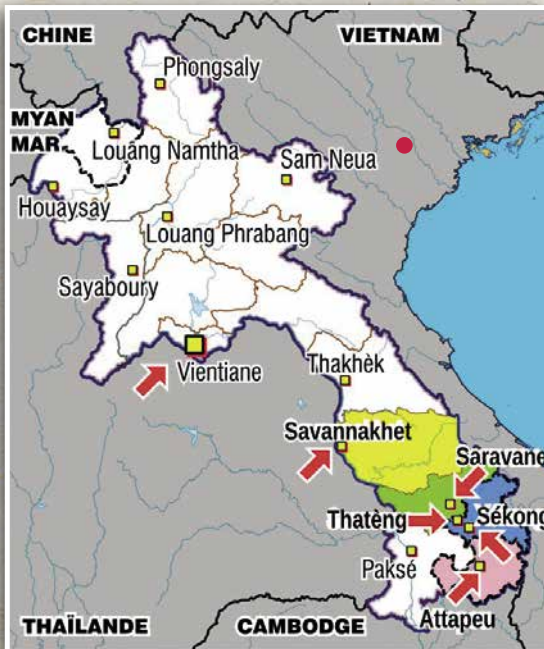 CHINE
VIETNAM
Phongsaly
MYAN
MAR
Louang Namtha
Sam Neua
Houaysay
Louang Phrabang
Sayaboury
Vientiane
Thakhèk
Savannakhet
Saravane
Thatèng
Sékong
Paksé
Attapeu
THAÏLANDE
CAMBODGE